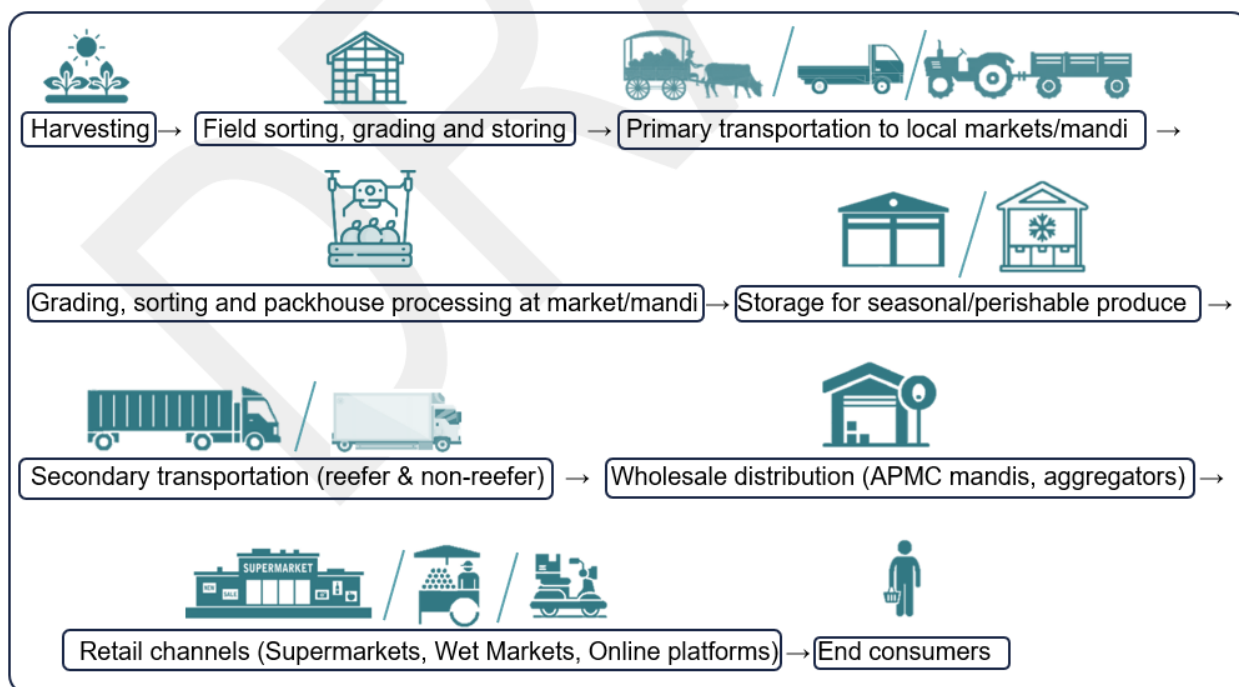 Harvesting → Field sorting, grading and storing → Primary transportation to local markets/mandi →
Grading, sorting and packhouse processing at market/mandi → Storage for seasonal/perishable produce →
Secondary transportation (reefer & non-reefer) → Wholesale distribution (APMC mandis, aggregators) →
SUPERMARKET
NEW
SALE
Retail channels (Supermarkets, Wet Markets, Online platforms) → End consumers